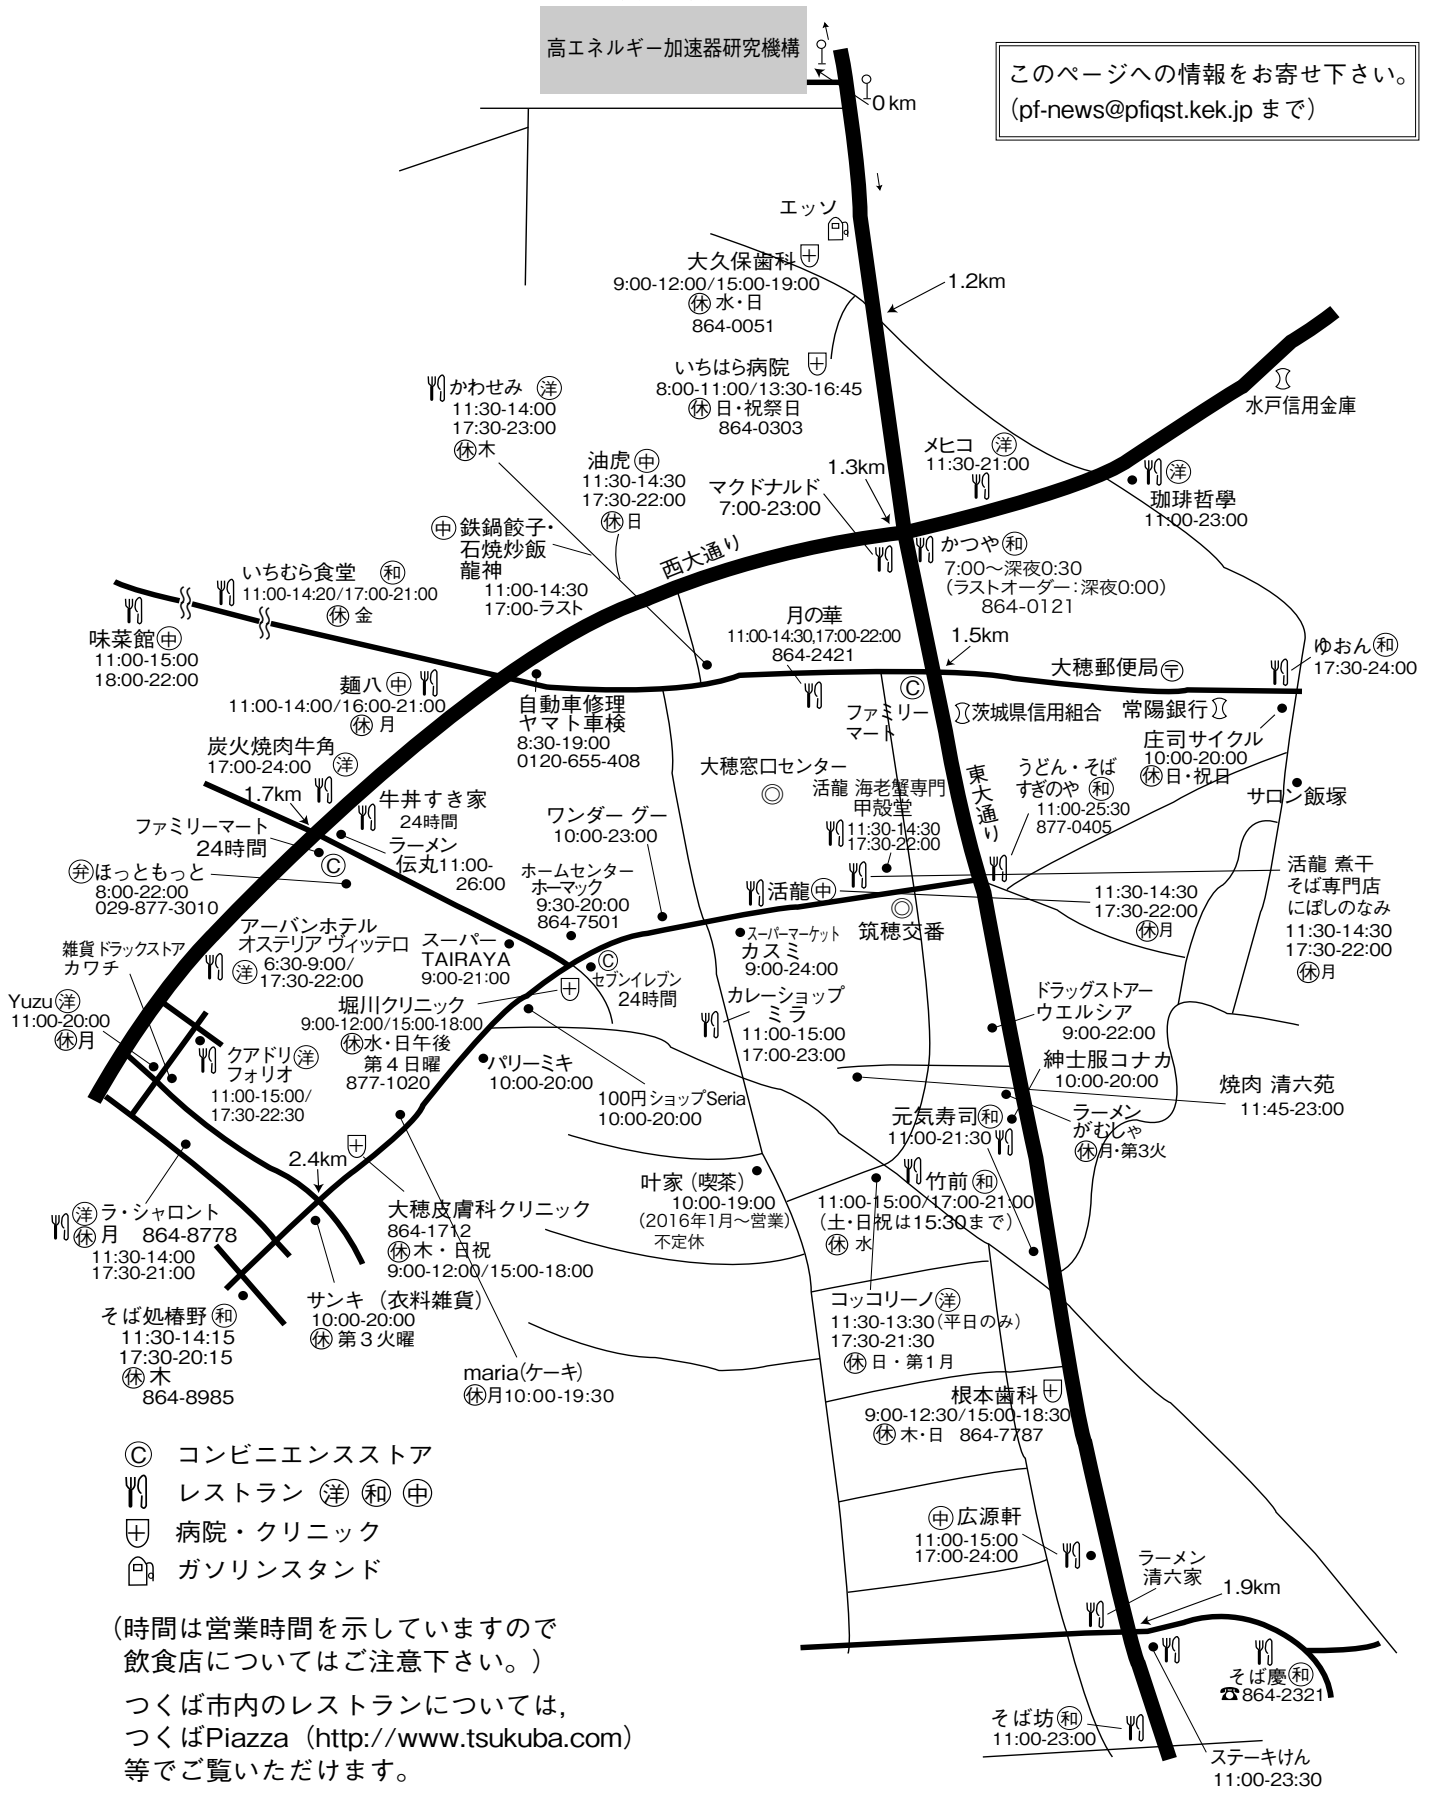 高エネルギー加速器研究機構
このページへの情報をお寄せ下さい。
(pf-news@pfiqst.kek.jp まで)
0 km
エッソ
大久保歯科
9:00-12:00/15:00-19:00
休 水・日
864-0051
1.2km
いちはら病院
8:00-11:00/13:30-16:45
休 日・祝祭日
864-0303
水戸信用金庫
かわせみ 洋
11:30-14:00
17:30-23:00
休木
油虎 中
11:30-14:30
17:30-22:00
休日
マクドナルド
7:00-23:00
1.3km
メヒコ 洋
11:30-21:00
洋
珈琲哲學
11:00-23:00
中 鉄鍋餃子・
石焼炒飯
龍神
11:00-14:30
17:00-ラスト
西大通り
かつや 和
7:00〜深夜0:30
(ラストオーダー:深夜0:00)
864-0121
いちむら食堂 和
11:00-14:20/17:00-21:00
休 金
味菜館 中
11:00-15:00
18:00-22:00
月の華
11:00-14:30,17:00-22:00
864-2421
1.5km
大穂郵便局 〒
ゆおん 和
17:30-24:00
麺八 中
11:00-14:00/16:00-21:00
休 月
自動車修理
ヤマト車検
8:30-19:00
0120-655-408
C
ファミリー
マート
茨城県信用組合
常陽銀行
庄司サイクル
10:00-20:00
休 日・祝日
サロン飯塚
炭火焼肉牛角
17:00-24:00 洋
1.7km
牛丼すき家
24時間
大穂窓口センター
活龍 海老蟹専門
甲殻堂
11:30-14:30
17:30-22:00
東大通り
うどん・そば
すぎのや 和
11:00-25:30
877-0405
ファミリーマート
24時間
C
ラーメン
伝丸11:00-
26:00
ワンダー グー
10:00-23:00
弁 ほっともっと
8:00-22:00
029-877-3010
ホームセンター
ホーマック
9:30-20:00
864-7501
活龍 中
11:30-14:30
17:30-22:00
休月
活龍 煮干
そば専門店
にぼしのなみ
11:30-14:30
17:30-22:00
休月
筑穂交番
アーバンホテル
オステリア ヴィッテロ
洋 6:30-9:00/
17:30-22:00
スーパー
TAIRAYA
9:00-21:00
スーパーマーケット
カスミ
9:00-24:00
雑貨 ドラックストア
カワチ
C
セブンイレブン
24時間
Yuzu 洋
11:00-20:00
休月
堀川クリニック
9:00-12:00/15:00-18:00
休 水・日午後
第４日曜
877-1020
カレーショップ
ミラ
11:00-15:00
17:00-23:00
ドラッグストアー
ウエルシア
9:00-22:00
クアドリ 洋
フォリオ
11:00-15:00/
17:30-22:30
パリーミキ
10:00-20:00
100円 ショップSeria
10:00-20:00
紳士服コナカ
10:00-20:00
焼肉 清六苑
11:45-23:00
元気寿司 和
11:00-21:30
ラーメン
がむしゃ
休 月・第3火
2.4km
叶家 (喫茶)
10:00-19:00
(2016年1月〜営業)
不定休
竹前 和
11:00-15:00/17:00-21:00
(土・日祝は15:30まで)
休 水
洋 ラ・シャロント
休 月 864-8778
11:30-14:00
17:30-21:00
大穂皮膚科クリニック
864-1712
休 木・日祝
9:00-12:00/15:00-18:00
そば処椿野 和
11:30-14:15
17:30-20:15
休 木
864-8985
サンキ (衣料雑貨)
10:00-20:00
休 第３火曜
コッコリーノ 洋
11:30-13:30(平日のみ)
17:30-21:30
休 日・第1月
maria(ケーキ)
休月10:00-19:30
根本歯科
9:00-12:30/15:00-18:30
休 木・日 864-7787
中 広源軒
11:00-15:00
17:00-24:00
ラーメン
清六家
1.9km
そば慶 和
☎864-2321
そば坊 和
11:00-23:00
ステーキけん
11:00-23:30
C コンビニエンスストア
レストラン 洋 和 中
病院・クリニック
ガソリンスタンド
(時間は営業時間を示していますので
飲食店についてはご注意下さい。)
つくば市内のレストランについては,
つくばPiazza (http://www.tsukuba.com)
等でご覧いただけます。